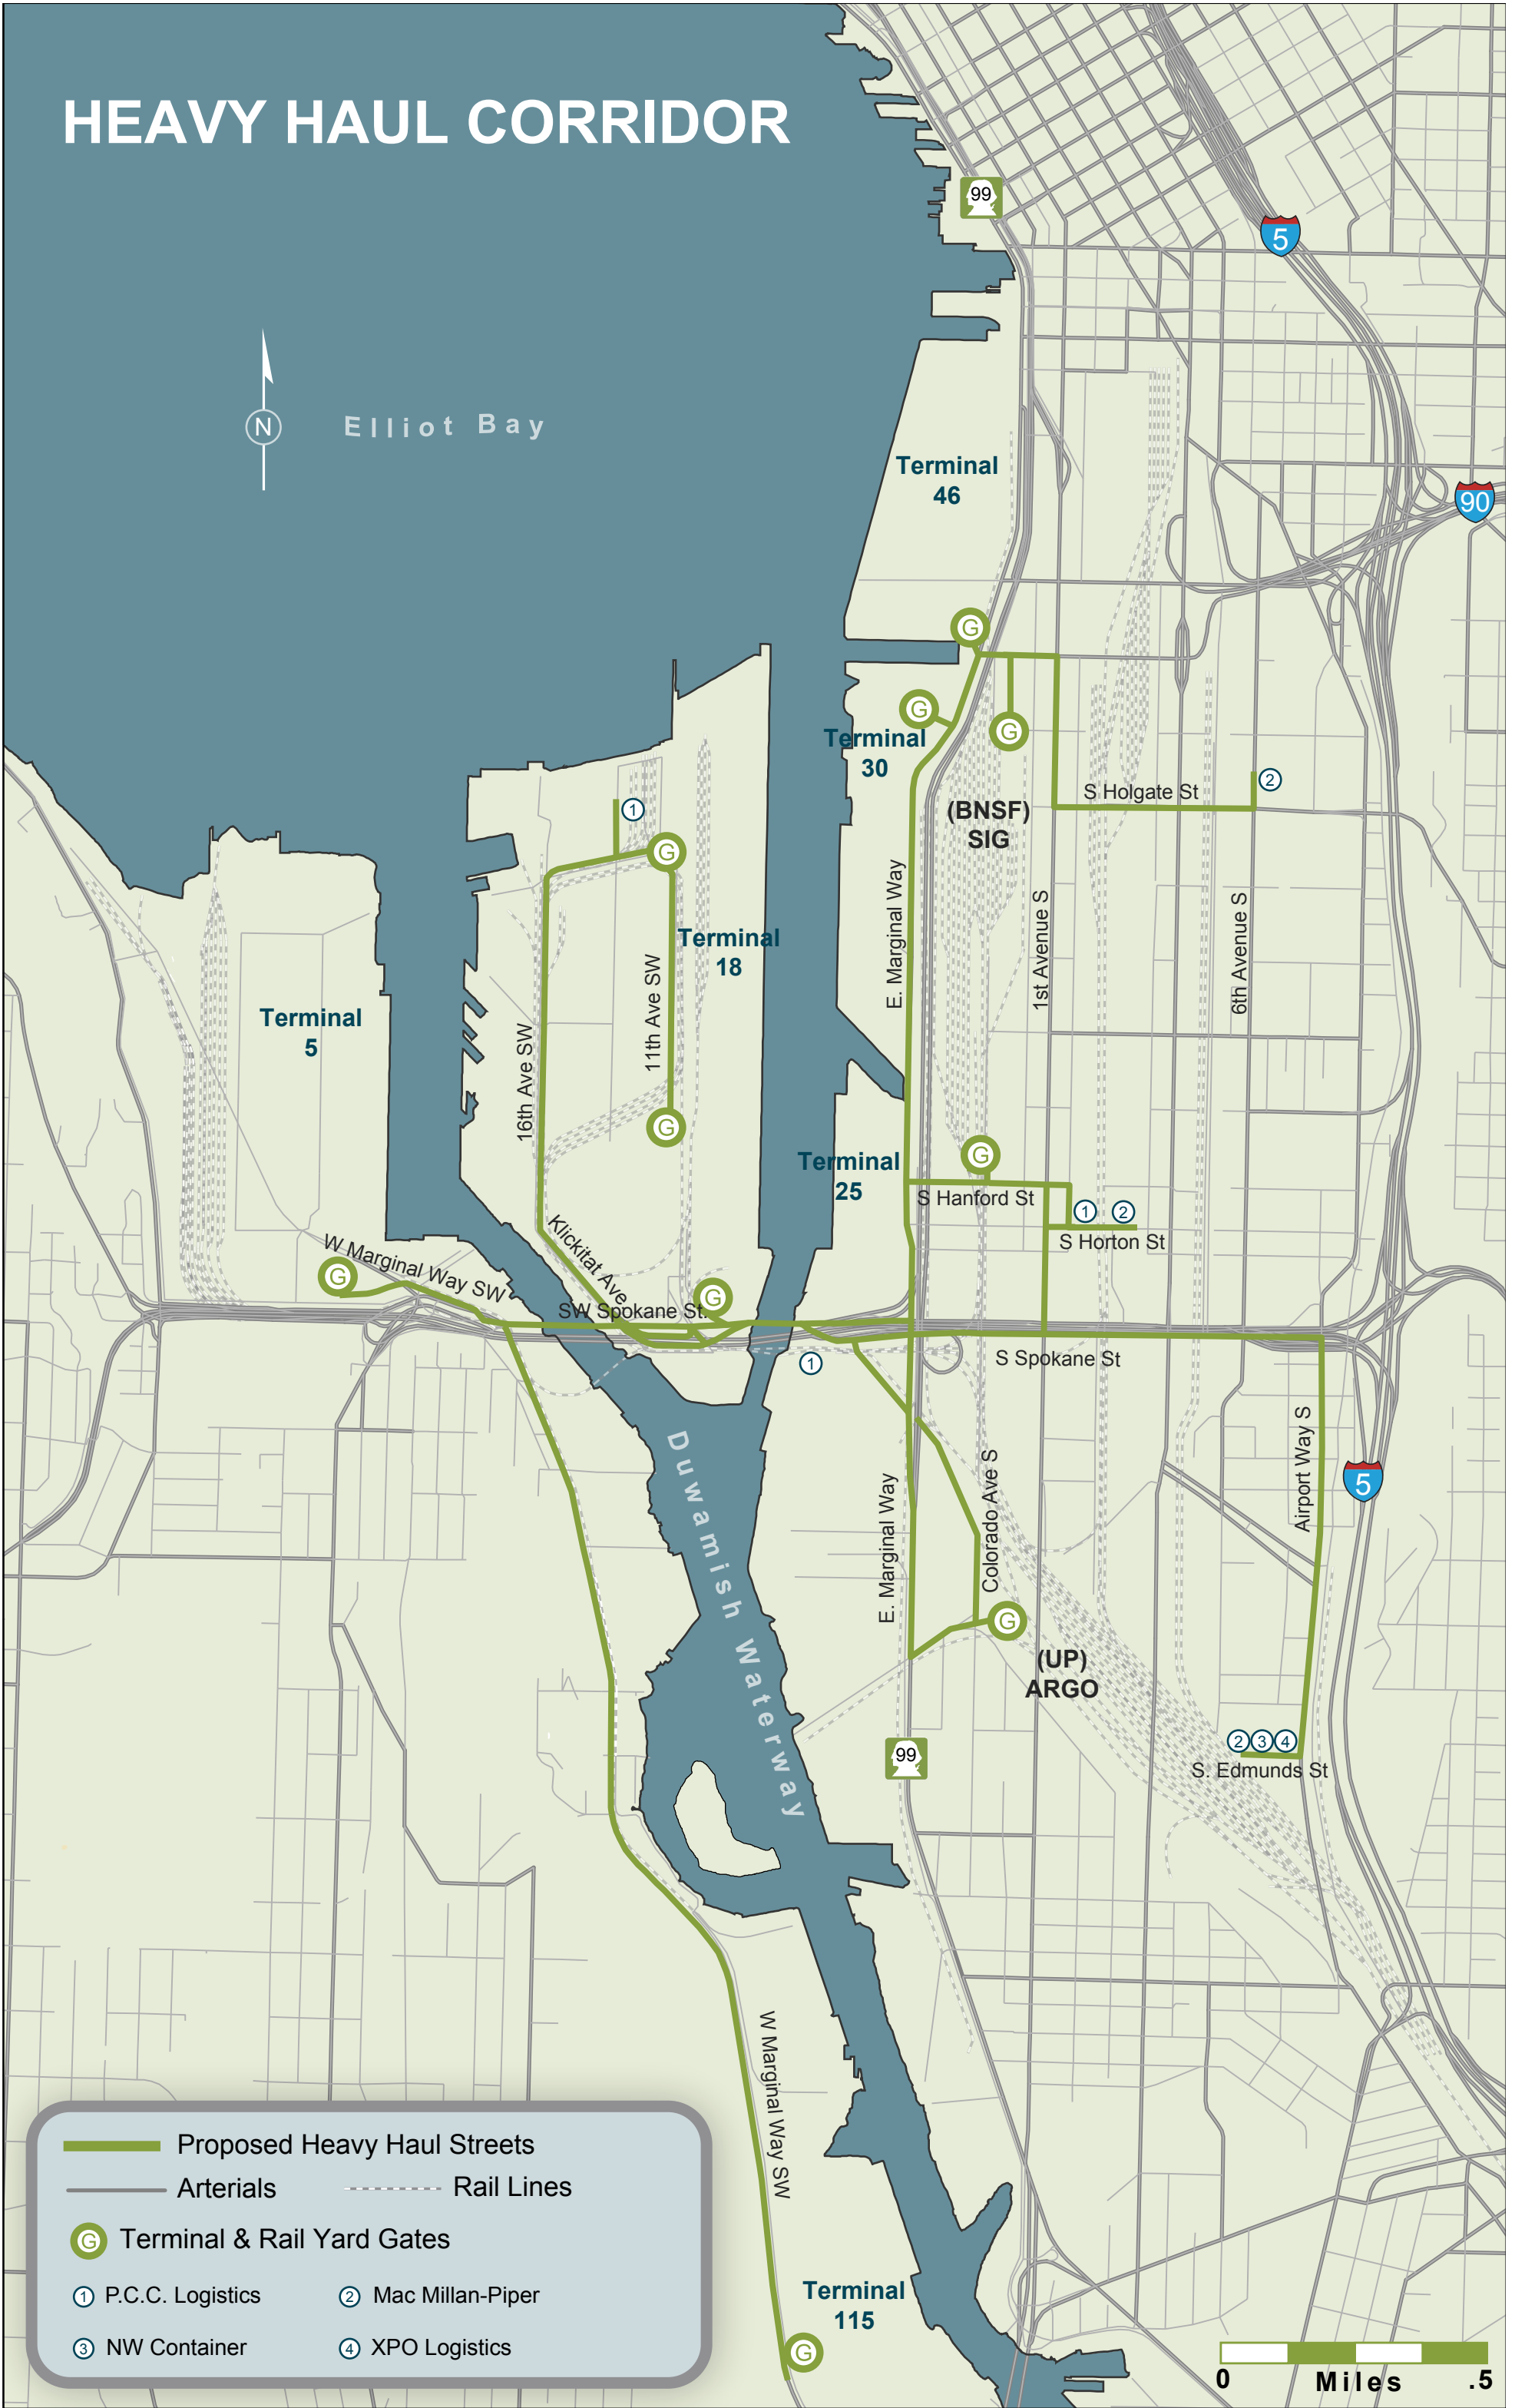 HEAVY HAUL CORRIDOR
99
5
N
Elliot Bay
90
Terminal
46
G
G
G
Terminal
30
(BNSF)
SIG
S Holgate St
2
1
G
E. Marginal Way
1st Avenue S
6th Avenue S
Terminal
18
11th Ave SW
16th Ave SW
Terminal
5
G
G
Terminal
25
S Hanford St
1
2
S Horton St
W Marginal Way SW
G
Klickitat Ave
SW Spokane St.
G
1
S Spokane St
Duwamish Waterway
Airport Way S
5
E. Marginal Way
Colorado Ave S
G
(UP)
ARGO
99
2
3
4
S. Edmunds St
W Marginal Way SW
Terminal
115
G
Proposed Heavy Haul Streets
Arterials
Rail Lines
G Terminal & Rail Yard Gates
1 P.C.C. Logistics
2 Mac Millan-Piper
3 NW Container
4 XPO Logistics
0 Miles .5